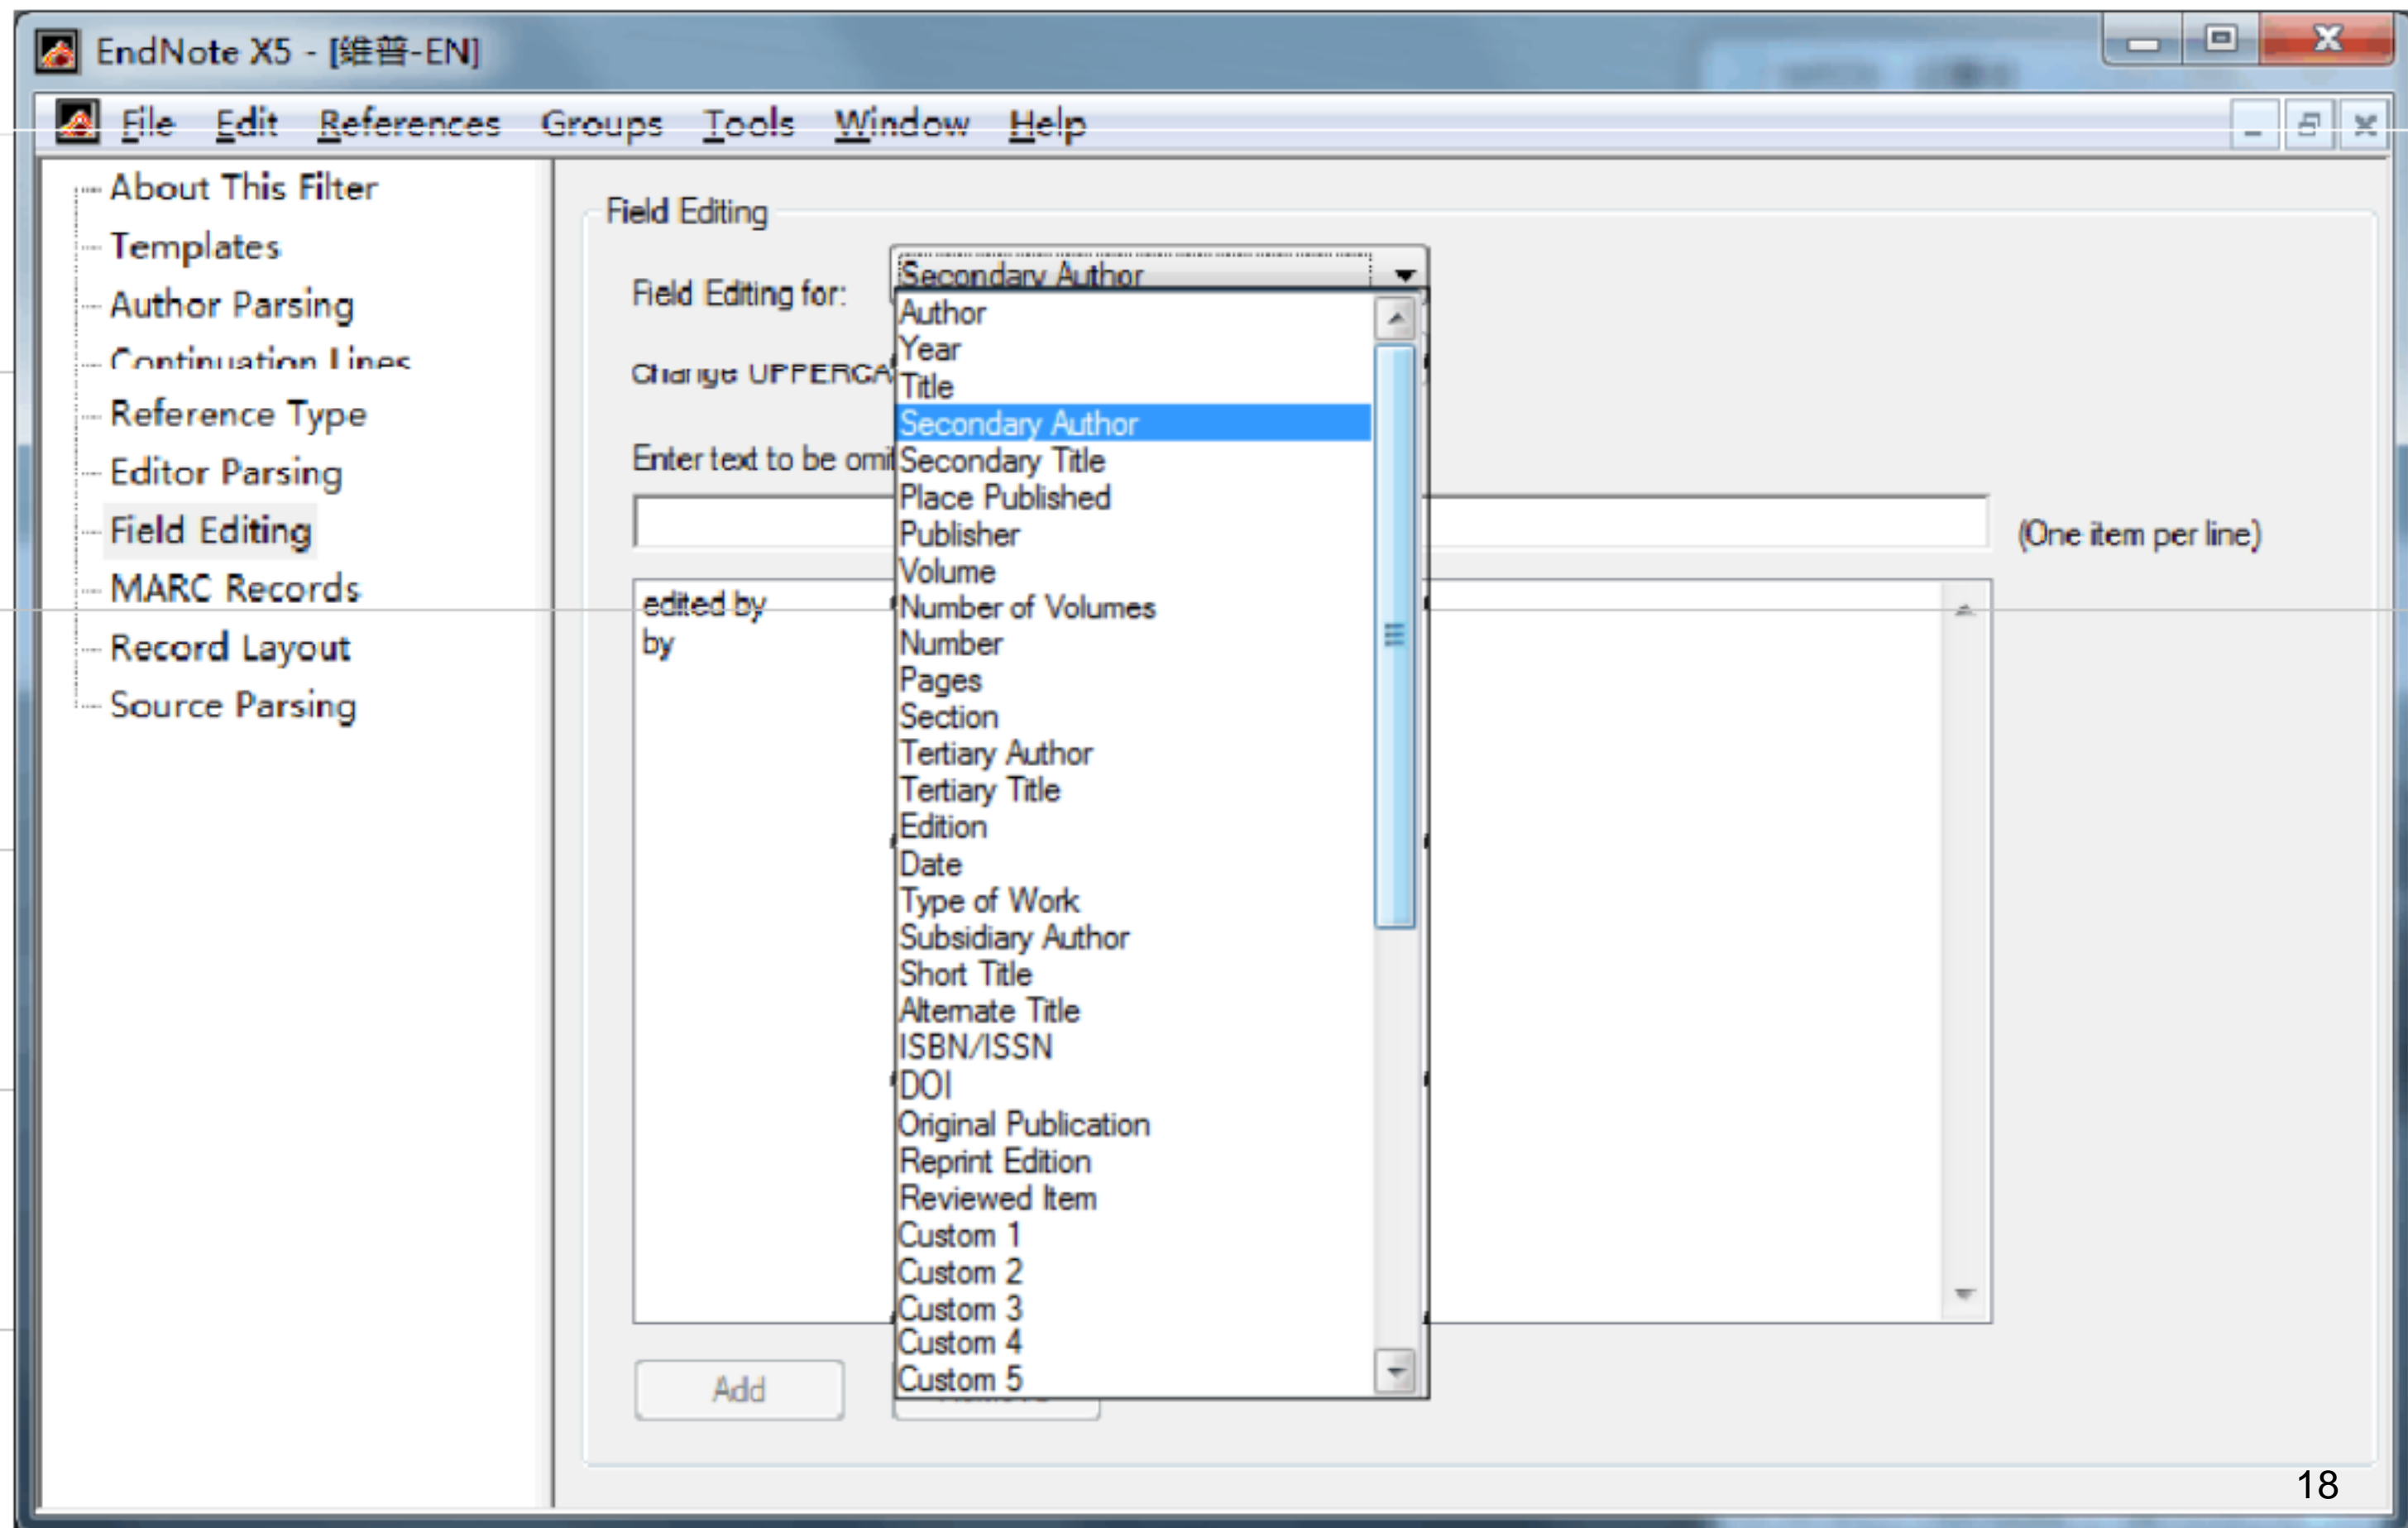 EndNote X5 - [维普-EN]
File Edit References Groups Tools Window Help
About This Filter
Templates
Author Parsing
Continuation Lines
Reference Type
Editor Parsing
Field Editing
MARC Records
Record Layout
Source Parsing
Field Editing
Field Editing for: Secondary Author
Change UPPERCA
Enter text to be omit
(One item per line)
edited by
by
Author
Year
Title
Secondary Author
Secondary Title
Place Published
Publisher
Volume
Number of Volumes
Number
Pages
Section
Tertiary Author
Tertiary Title
Edition
Date
Type of Work
Subsidiary Author
Short Title
Alternate Title
ISBN/ISSN
DOI
Original Publication
Reprint Edition
Reviewed Item
Custom 1
Custom 2
Custom 3
Custom 4
Custom 5
Add
18